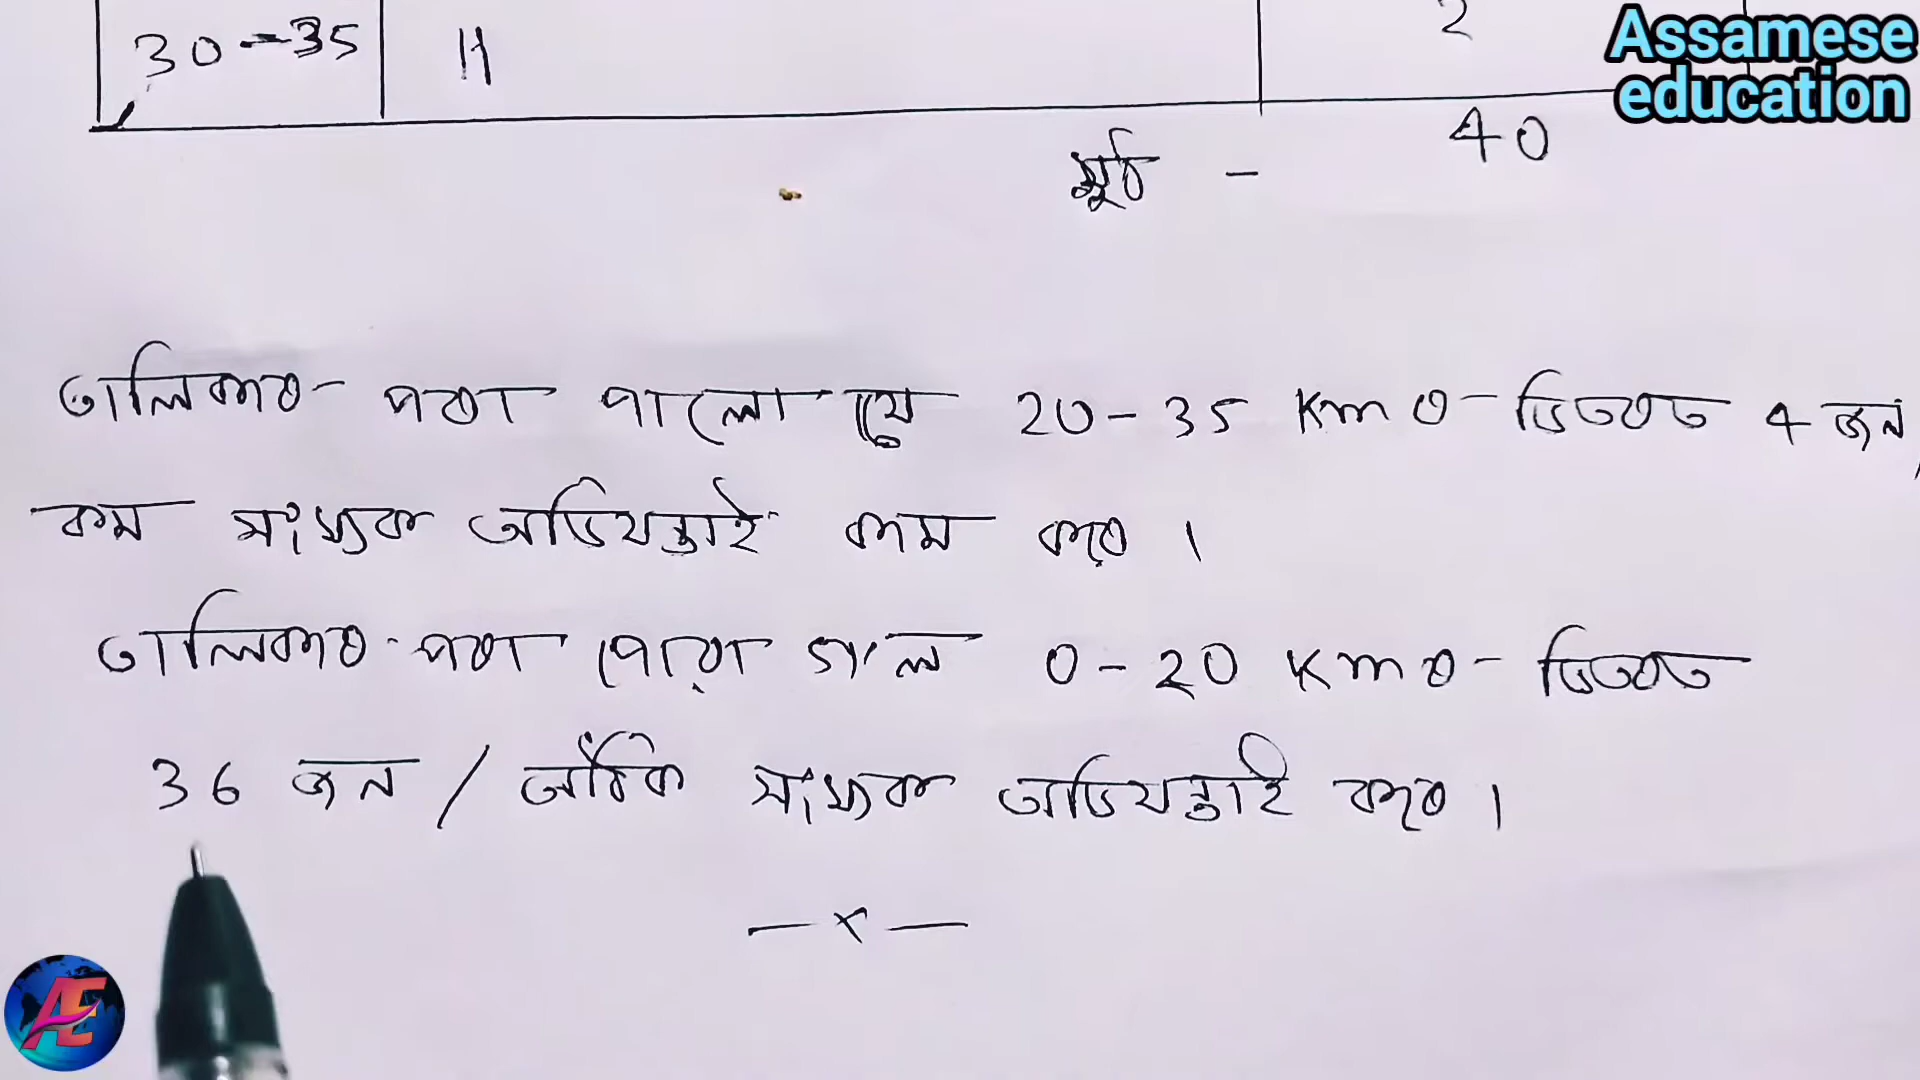 30-35 || 2
Assamese
education
মুঠ - 40
তালিকাৰ পৰা পালো যে 20-35 Km ৰ ভিতৰত 4 জন,
কম সংখ্যক অভিযন্তাই কাম কৰে।
তালিকাৰ পৰা পোৱা গ'ল 0-20 Km ৰ ভিতৰত
36 জন / অধিক সংখ্যক অভিযন্তাই কৰে।
—x—
AE